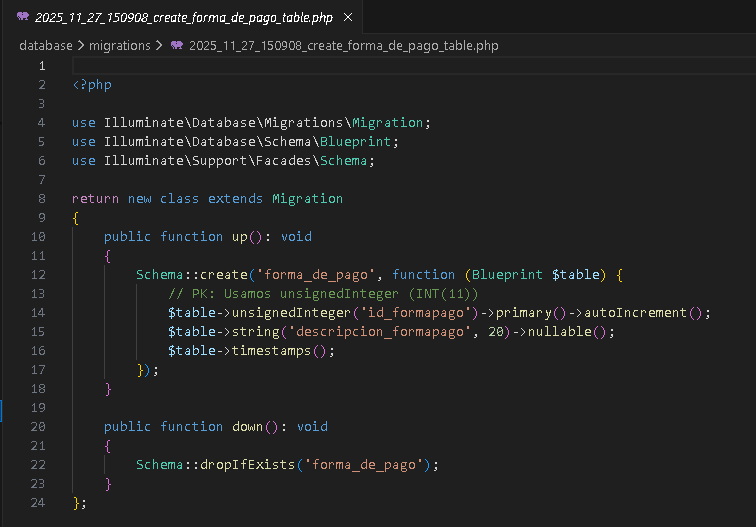 2025_11_27_150908_create_forma_de_pago_table.php ×
database > migrations > 2025_11_27_150908_create_forma_de_pago_table.php
1
2 <?php
3
4 use Illuminate\Database\Migrations\Migration;
5 use Illuminate\Database\Schema\Blueprint;
6 use Illuminate\Support\Facades\Schema;
7
8 return new class extends Migration
9 {
10     public function up(): void
11     {
12         Schema::create('forma_de_pago', function (Blueprint $table) {
13             // PK: Usamos unsignedInteger (INT(11))
14             $table->unsignedInteger('id_formapago')->primary()->autoIncrement();
15             $table->string('descripcion_formapago', 20)->nullable();
16             $table->timestamps();
17         });
18     }
19
20     public function down(): void
21     {
22         Schema::dropIfExists('forma_de_pago');
23     }
24 };